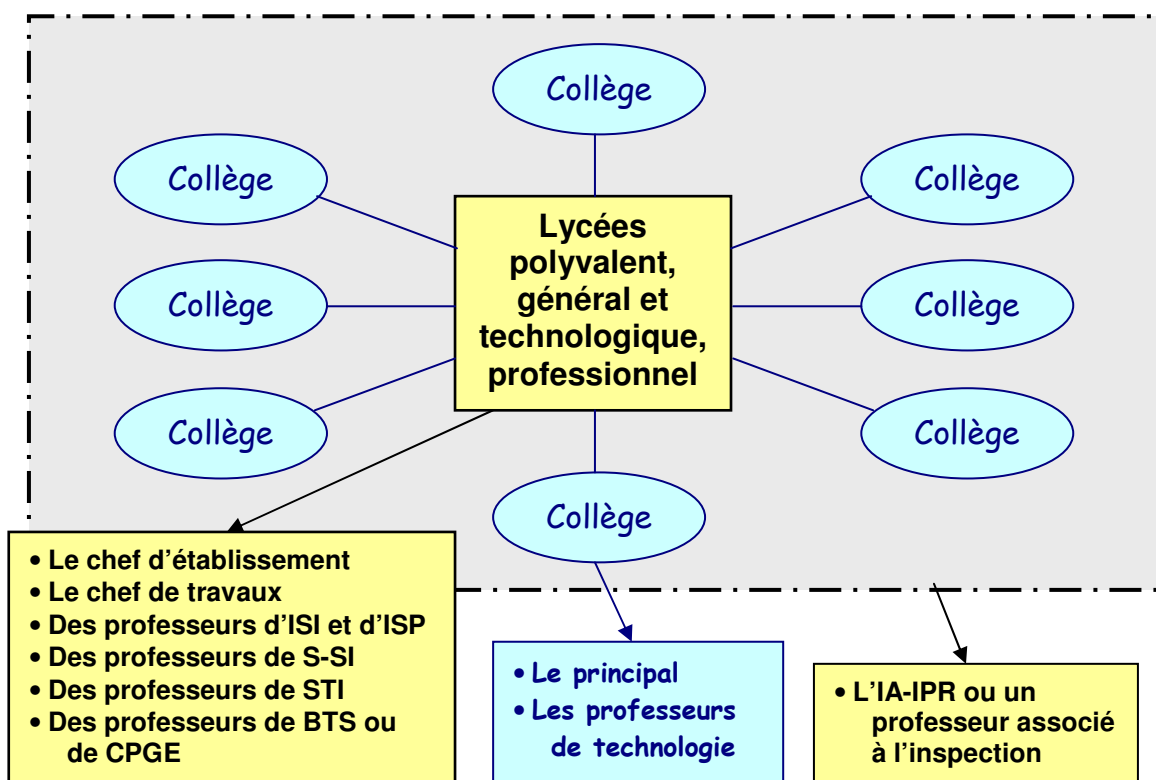 Collège
Collège
Collège
Lycées
polyvalent,
général et
technologique,
professionnel
Collège
Collège
Collège
Collège
Collège
• Le chef d'établissement
• Le chef de travaux
• Des professeurs d'ISI et d'ISP
• Des professeurs de S-SI
• Des professeurs de STI
• Des professeurs de BTS ou
de CPGE
• Le principal
• Les professeurs
de technologie
• L'IA-IPR ou un
professeur associé
à l'inspection